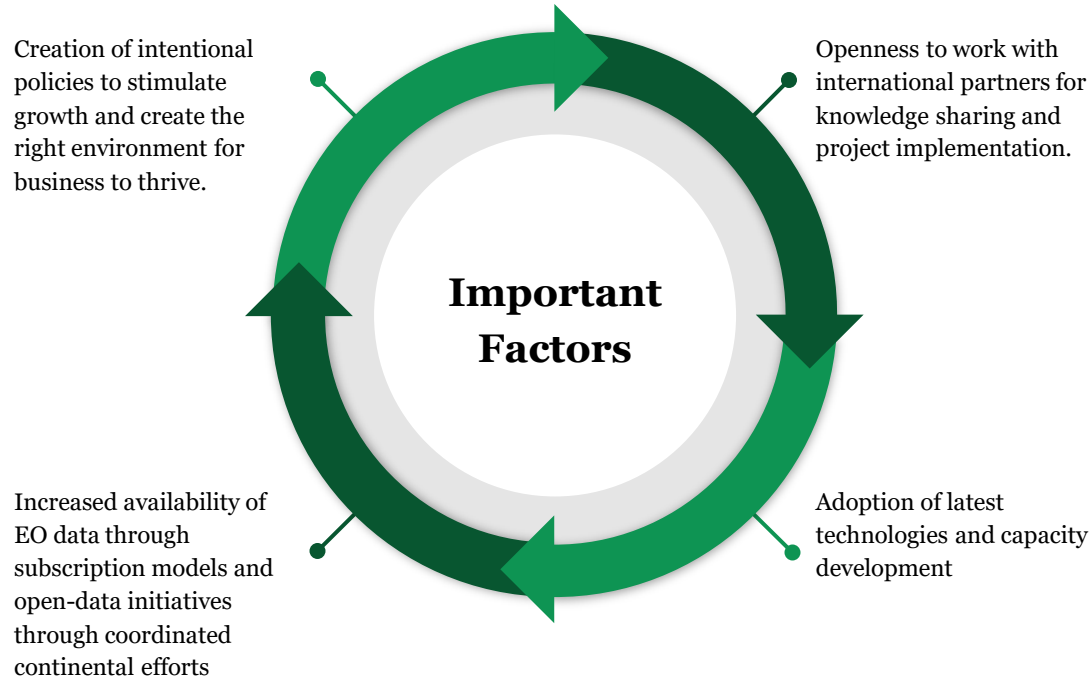 Creation of intentional
policies to stimulate
growth and create the
right environment for
business to thrive.
Openness to work with
international partners for
knowledge sharing and
project implementation.
Important
Factors
Increased availability of
EO data through
subscription models and
open-data initiatives
through coordinated
continental efforts
Adoption of latest
technologies and capacity
development